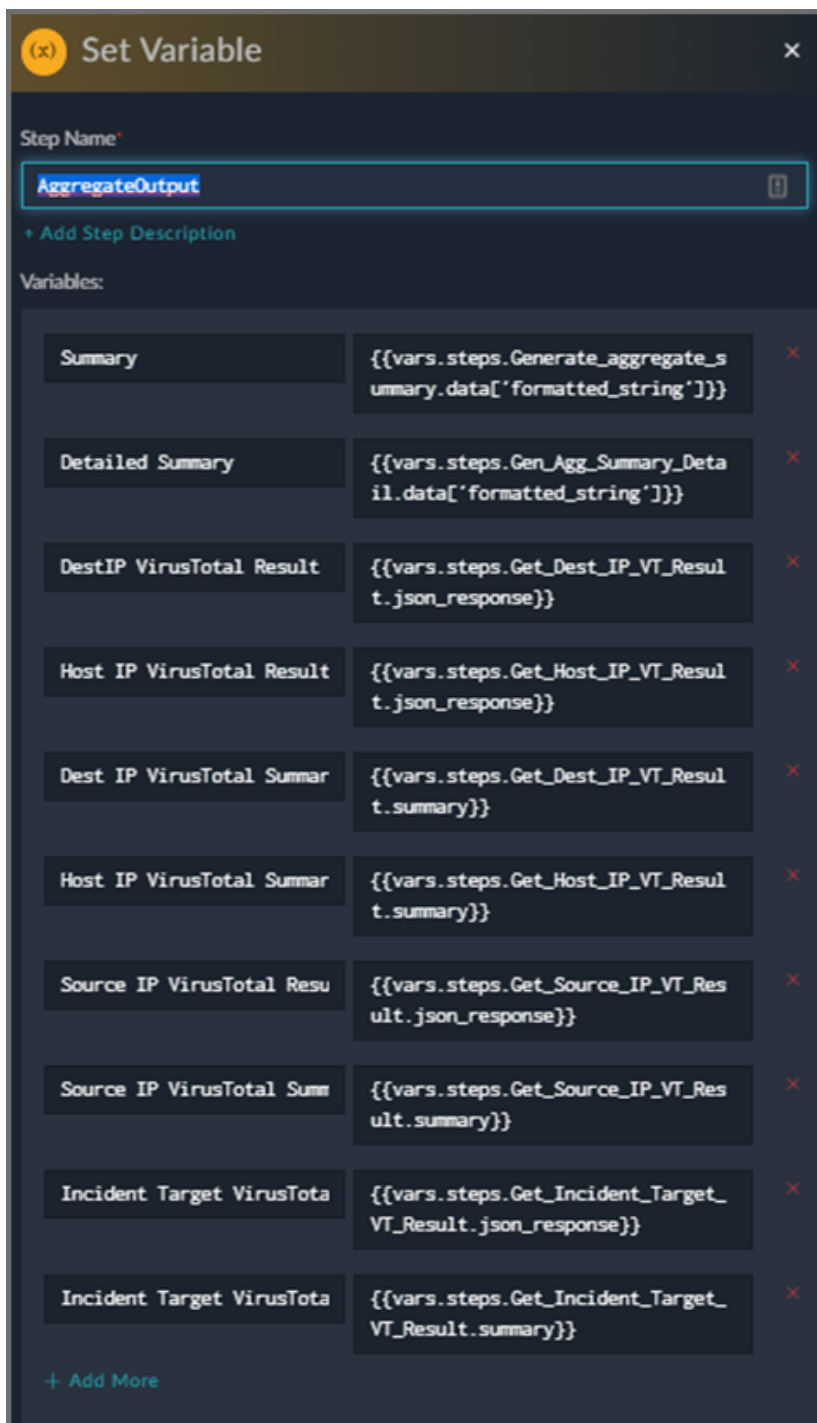 (x) Set Variable ×
Step Name*
AggregateOutput
+ Add Step Description
Variables:
Summary
{{vars.steps.Generate_aggregate_s
ummary.data['formatted_string']}}
Detailed Summary
{{vars.steps.Gen_Agg_Summary_Deta
il.data['formatted_string']}}
DestIP VirusTotal Result
{{vars.steps.Get_Dest_IP_VT_Resul
t.json_response}}
Host IP VirusTotal Result
{{vars.steps.Get_Host_IP_VT_Resul
t.json_response}}
Dest IP VirusTotal Summar
{{vars.steps.Get_Dest_IP_VT_Resul
t.summary}}
Host IP VirusTotal Summar
{{vars.steps.Get_Host_IP_VT_Resul
t.summary}}
Source IP VirusTotal Resu
{{vars.steps.Get_Source_IP_VT_Res
ult.json_response}}
Source IP VirusTotal Summ
{{vars.steps.Get_Source_IP_VT_Res
ult.summary}}
Incident Target VirusTota
{{vars.steps.Get_Incident_Target_
VT_Result.json_response}}
Incident Target VirusTota
{{vars.steps.Get_Incident_Target_
VT_Result.summary}}
+ Add More